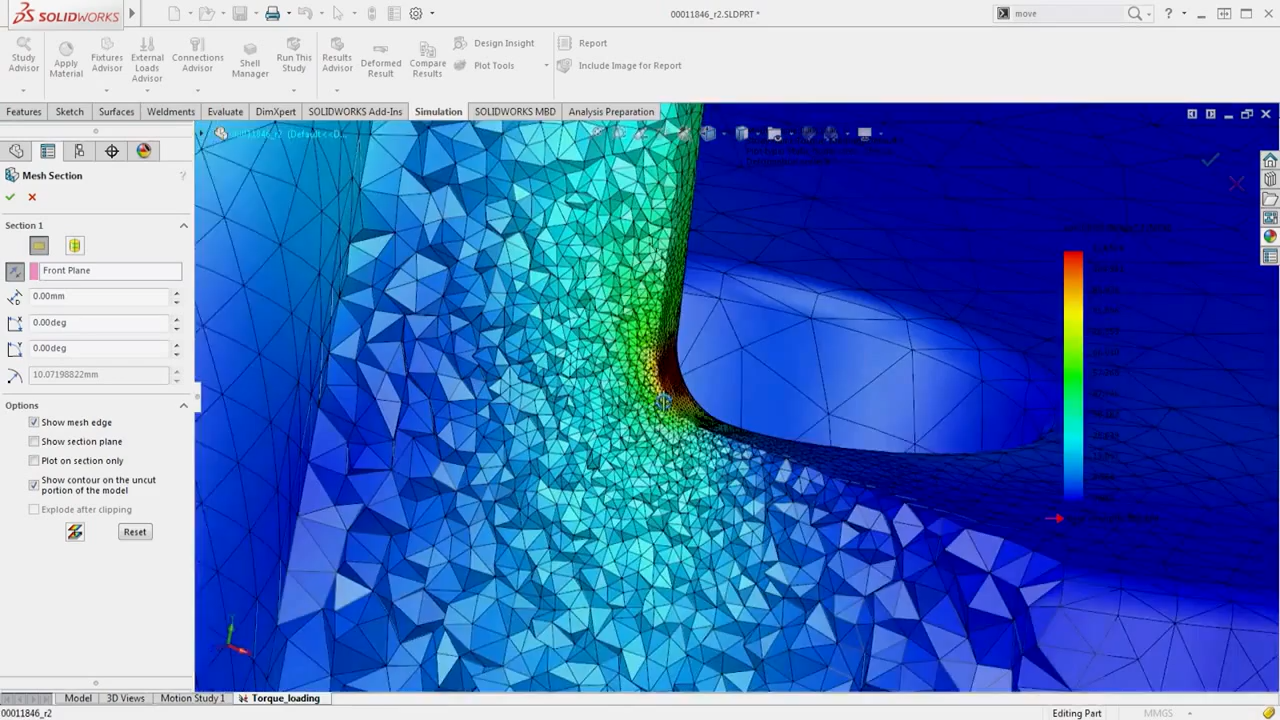 SOLIDWORKS
00011846_r2.SLDPRT *
move
Study Advisor
Apply Material
Fixtures Advisor
External Loads Advisor
Connections Advisor
Shell Manager
Run This Study
Results Advisor
Deformed Result
Compare Results
Design Insight
Plot Tools
Report
Include Image for Report
Features Sketch Surfaces Weldments Evaluate DimXpert SOLIDWORKS Add-Ins Simulation SOLIDWORKS MBD Analysis Preparation
00011846_r2 (Default<<D...
Mesh Section
Section 1
Front Plane
0.00mm
0.00deg
0.00deg
10.07198822mm
Options
Show mesh edge
Show section plane
Plot on section only
Show contour on the uncut
portion of the model
Explode after clipping
Reset
Model 3D Views Motion Study 1 Torque_loading
00011846_r2
Editing Part
MMGS